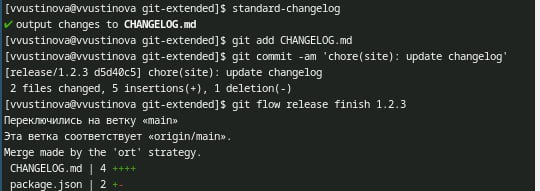 [vvustinova@vvustinova git-extended]$ standard-changelog
✔ output changes to CHANGELOG.md
[vvustinova@vvustinova git-extended]$ git add CHANGELOG.md
[vvustinova@vvustinova git-extended]$ git commit -am 'chore(site): update changelog'
[release/1.2.3 d5d40c5] chore(site): update changelog
2 files changed, 5 insertions(+), 1 deletion(-)
[vvustinova@vvustinova git-extended]$ git flow release finish 1.2.3
Переключились на ветку «main»
Эта ветка соответствует «origin/main».
Merge made by the 'ort' strategy.
CHANGELOG.md | 4 ++++
package.json | 2 +-